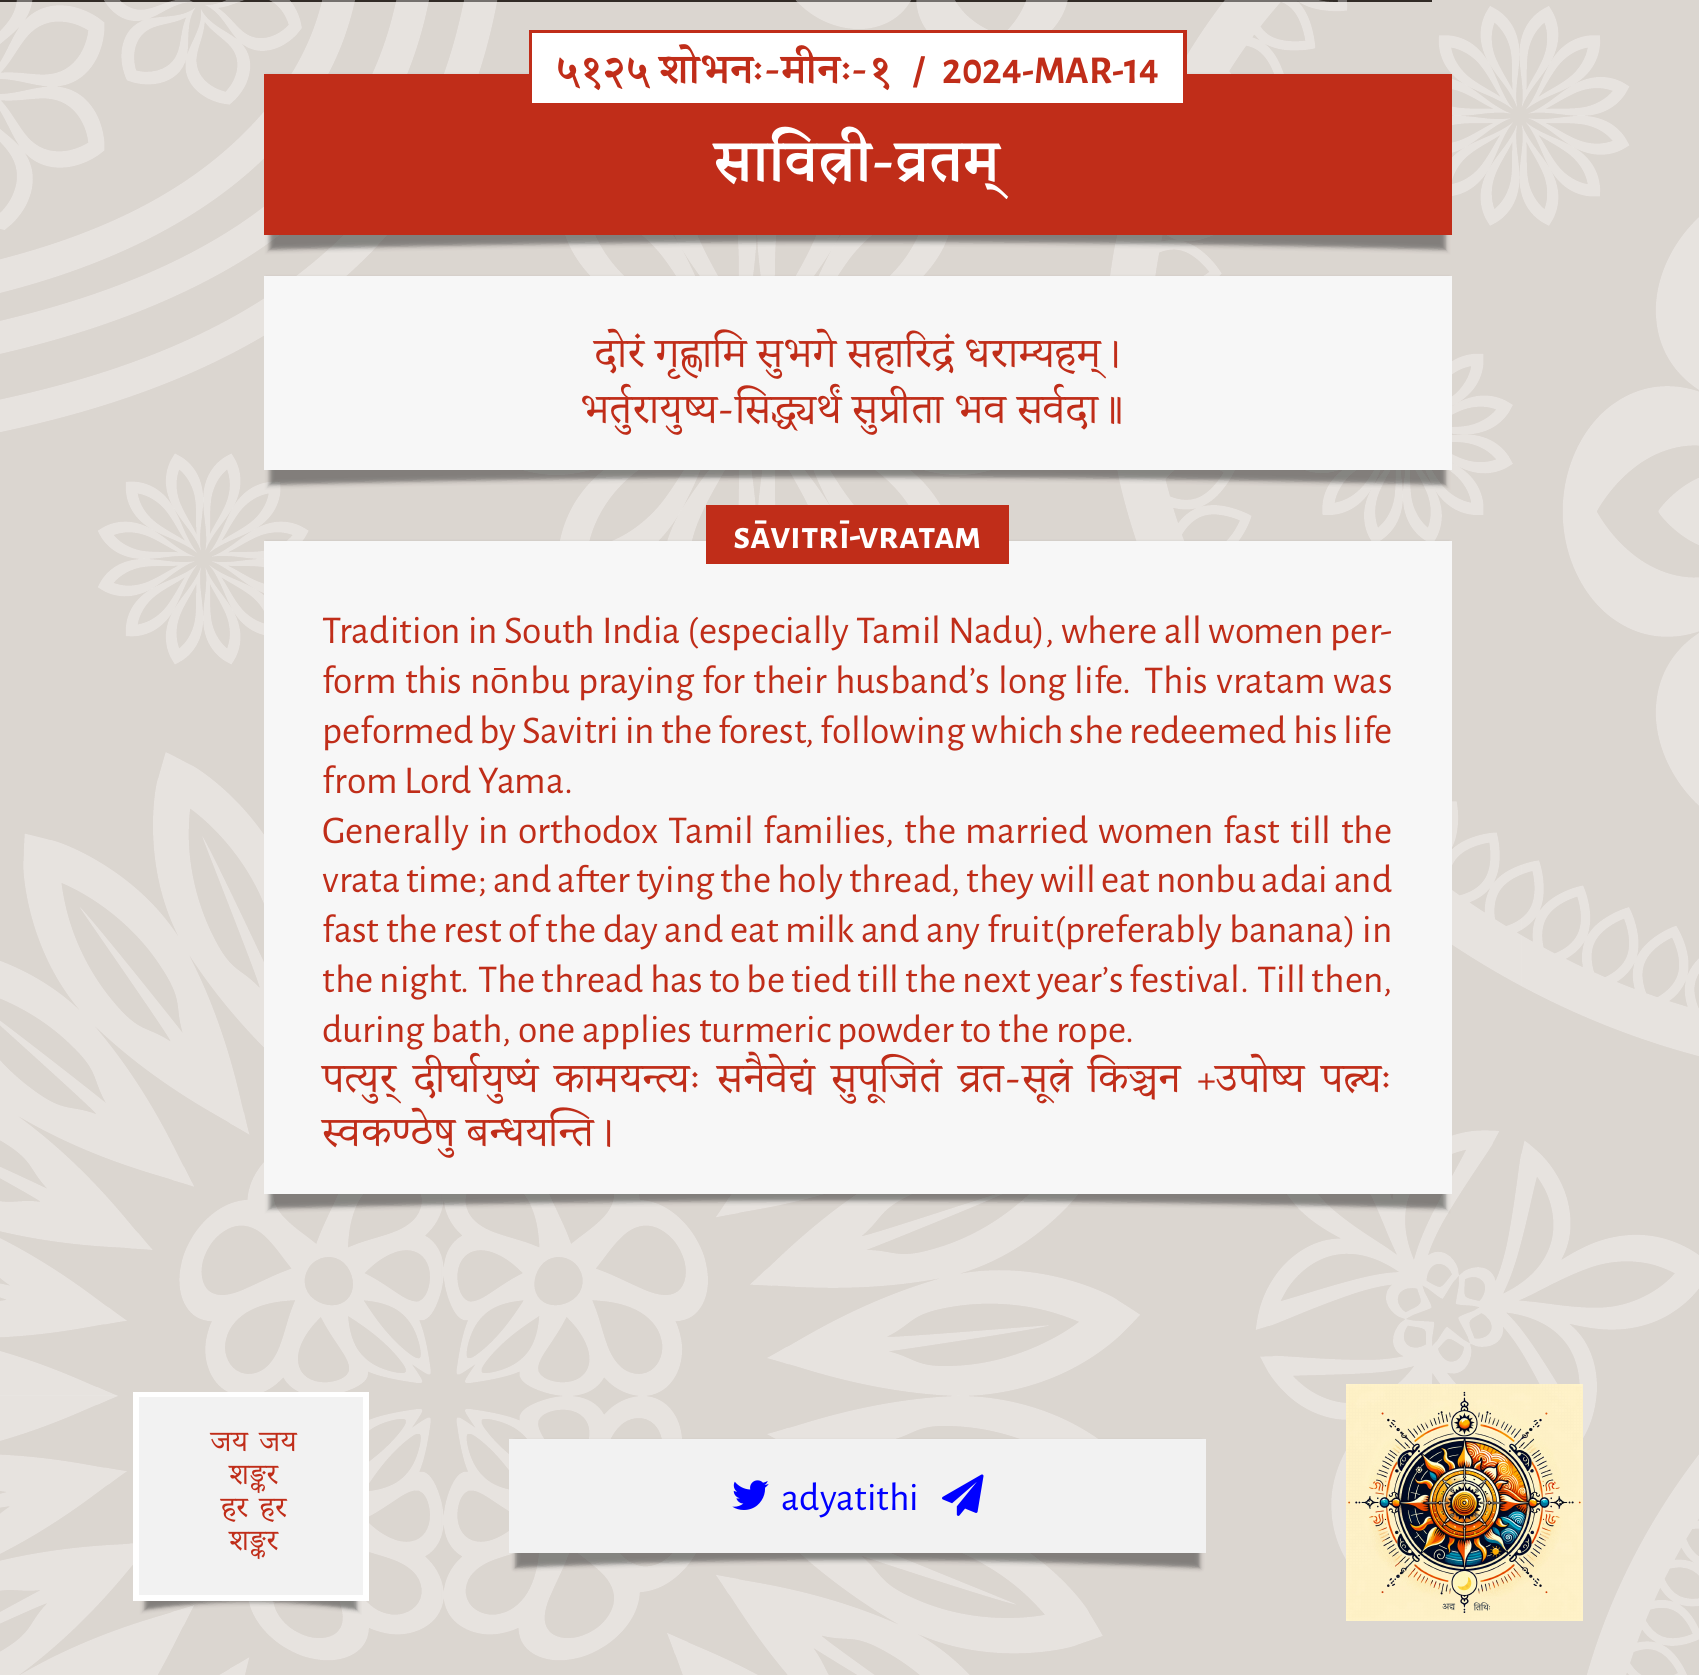 ५१२५ शोभनः-मीनः-१ / 2024-MAR-14
सावित्री-व्रतम्
दोरं गृह्णामि सुभगे सहारिद्रं धराम्यहम्।
भर्तुरायुष्य-सिद्ध्यर्थं सुप्रीता भव सर्वदा॥
SĀVITRĪ-VRATAM
Tradition in South India (especially Tamil Nadu), where all women per-
form this nōnbu praying for their husband’s long life. This vratam was
peformed by Savitri in the forest, following which she redeemed his life
from Lord Yama.
Generally in orthodox Tamil families, the married women fast till the
vrata time; and after tying the holy thread, they will eat nonbu adai and
fast the rest of the day and eat milk and any fruit(preferably banana) in
the night. The thread has to be tied till the next year’s festival. Till then,
during bath, one applies turmeric powder to the rope.
पत्युर् दीर्घायुष्यं कामयन्त्यः सनैवेद्यं सुपूजितं व्रत-सूत्रं किञ्चन +उपोष्य पत्न्यः
स्वकण्ठेषु बन्धयन्ति।
जय जय
शङ्कर
हर हर
शङ्कर
adyatithi
अद्य तिथिः